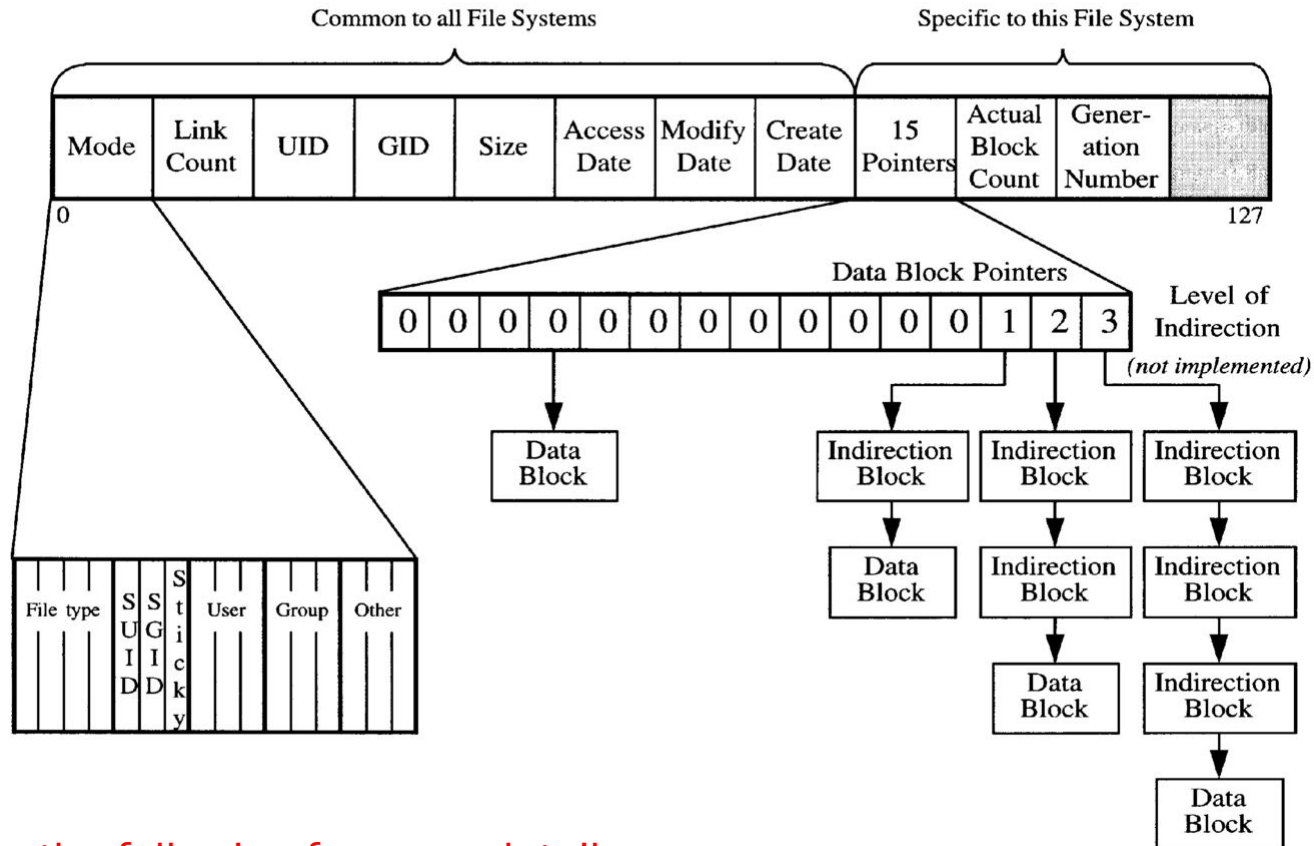 Common to all File Systems
Specific to this File System
Mode
Link
Count
UID
GID
Size
Access
Date
Modify
Date
Create
Date
15
Pointers
Actual
Block
Count
Gener-
ation
Number
0
127
Data Block Pointers
0 0 0 0 0 0 0 0 0 0 0 0 1 2 3
Level of
Indirection
(not implemented)
Data
Block
Indirection
Block
Indirection
Block
Indirection
Block
Data
Block
Indirection
Block
Indirection
Block
Data
Block
Indirection
Block
Data
Block
File type
SUID
SGID
Sticky
User
Group
Other